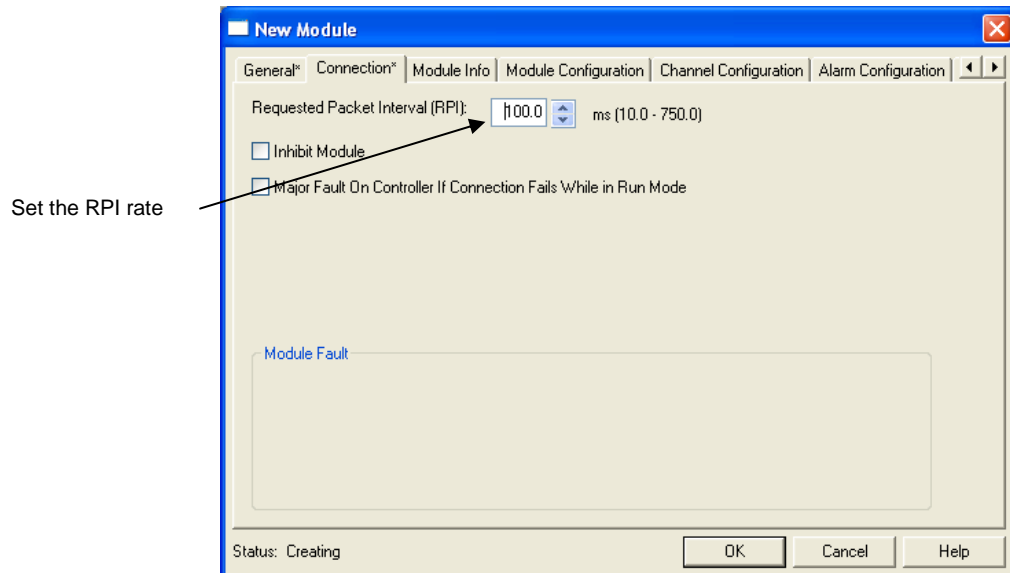 New Module
General* Connection* Module Info Module Configuration Channel Configuration Alarm Configuration
Requested Packet Interval (RPI): 100.0 ms (10.0 - 750.0)
Inhibit Module
Major Fault On Controller If Connection Fails While in Run Mode
Set the RPI rate
Module Fault
Status: Creating OK Cancel Help